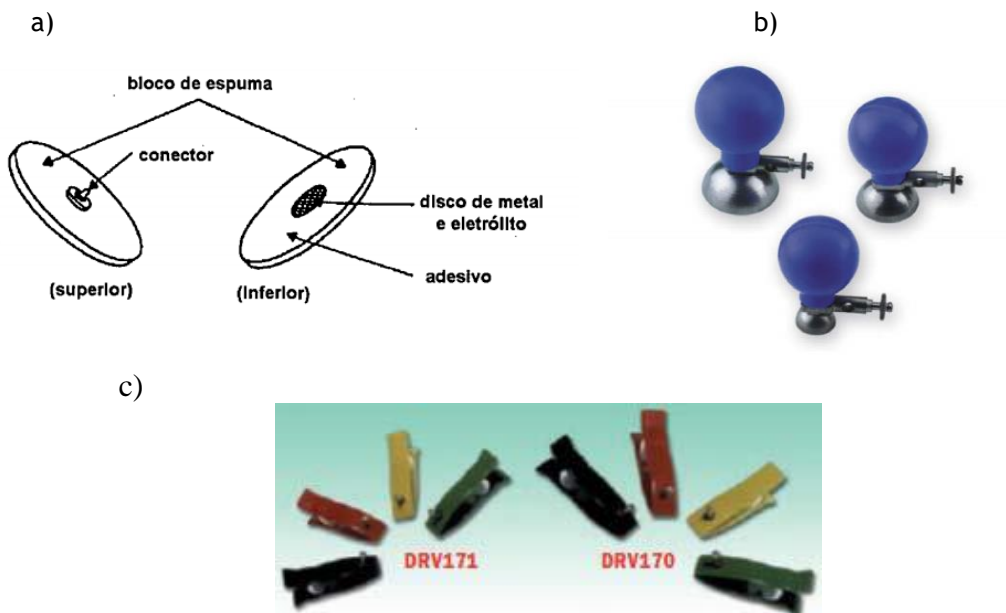 a)
b)
bloco de espuma
conector
disco de metal
e eletrólito
adesivo
(superior)
(inferior)
c)
DRV171
DRV170